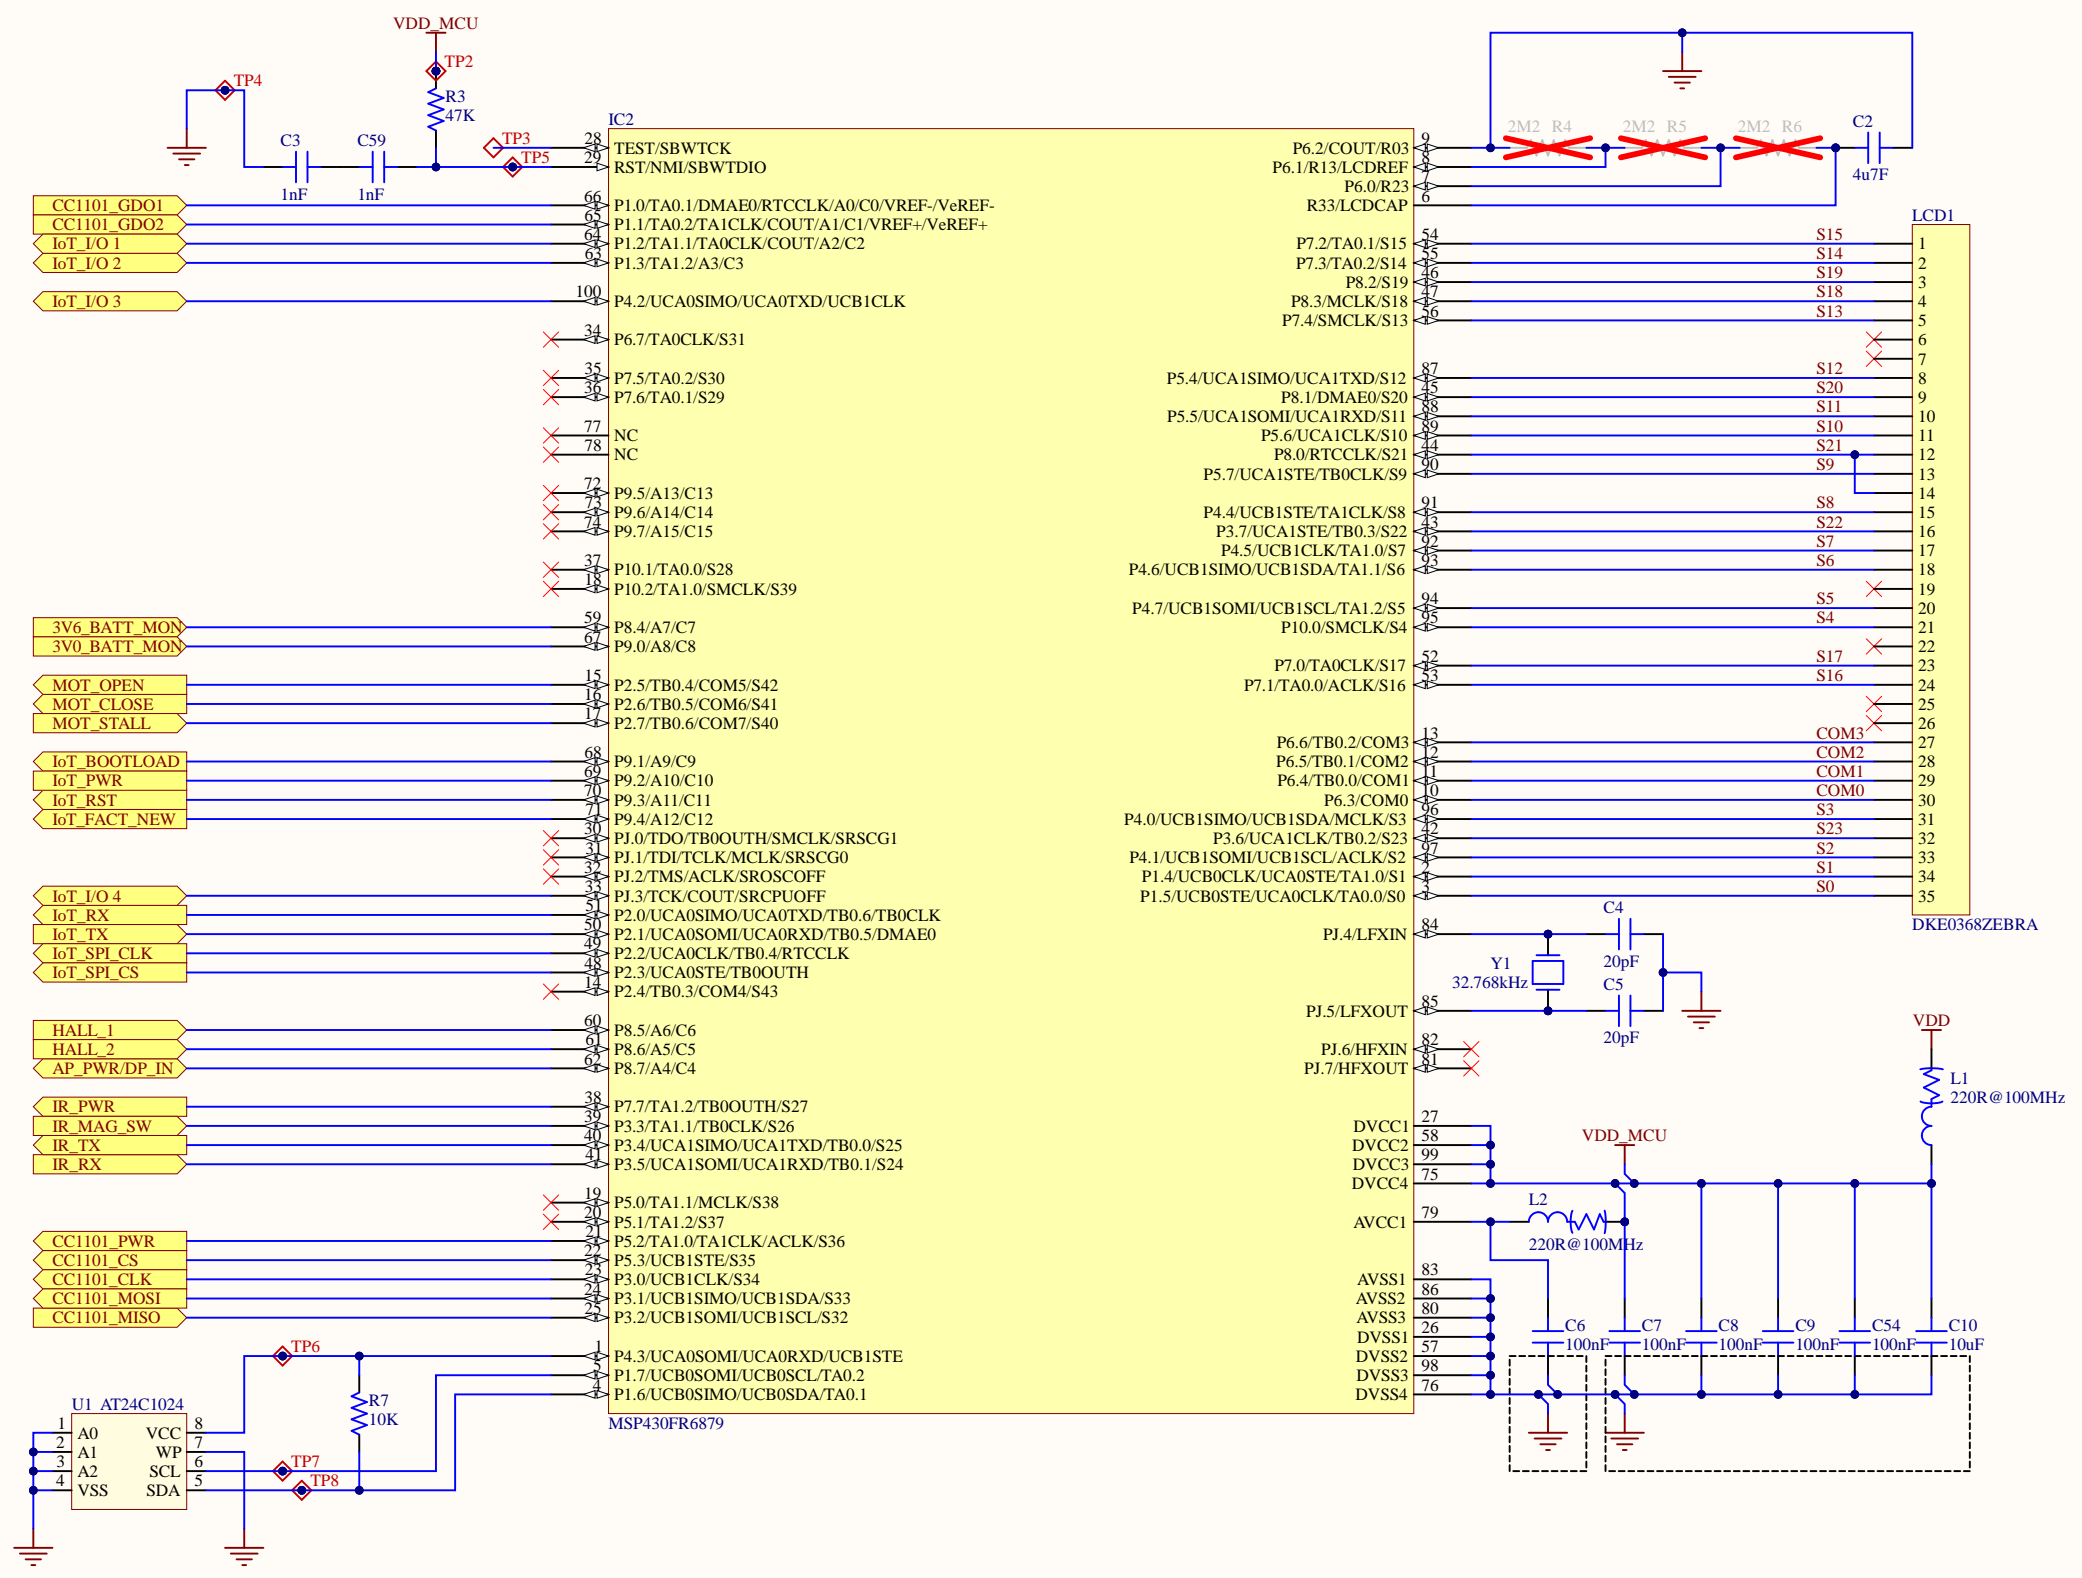 VDD_MCU
TP2
TP4
R3
47K
C3
C59
1nF
1nF
TP3
TP5
IC2
28 TEST/SBWTCK
29 RST/NMI/SBWTDIO
CC1101_GDO1 66 P1.0/TA0.1/DMAE0/RTCCLK/A0/C0/VREF-/VeREF-
CC1101_GDO2 65 P1.1/TA0.2/TA1CLK/COUT/A1/C1/VREF+/VeREF+
IoT_I/O 1 64 P1.2/TA1.1/TA0CLK/COUT/A2/C2
IoT_I/O 2 63 P1.3/TA1.2/A3/C3
IoT_I/O 3 100 P4.2/UCA0SIMO/UCA0TXD/UCB1CLK
34 P6.7/TA0CLK/S31
35 P7.5/TA0.2/S30
36 P7.6/TA0.1/S29
77 NC
78 NC
72 P9.5/A13/C13
73 P9.6/A14/C14
74 P9.7/A15/C15
37 P10.1/TA0.0/S28
18 P10.2/TA1.0/SMCLK/S39
3V6_BATT_MON 59 P8.4/A7/C7
3V0_BATT_MON 67 P9.0/A8/C8
MOT_OPEN 15 P2.5/TB0.4/COM5/S42
MOT_CLOSE 16 P2.6/TB0.5/COM6/S41
MOT_STALL 17 P2.7/TB0.6/COM7/S40
IoT_BOOTLOAD 68 P9.1/A9/C9
IoT_PWR 69 P9.2/A10/C10
IoT_RST 70 P9.3/A11/C11
IoT_FACT_NEW 71 P9.4/A12/C12
30 PJ.0/TDO/TB0OUTH/SMCLK/SRSCG1
31 PJ.1/TDI/TCLK/MCLK/SRSCG0
32 PJ.2/TMS/ACLK/SROSCOFF
IoT_I/O 4 33 PJ.3/TCK/COUT/SRCPUOFF
IoT_RX 51 P2.0/UCA0SIMO/UCA0TXD/TB0.6/TB0CLK
IoT_TX 50 P2.1/UCA0SOMI/UCA0RXD/TB0.5/DMAE0
IoT_SPI_CLK 49 P2.2/UCA0CLK/TB0.4/RTCCLK
IoT_SPI_CS 48 P2.3/UCA0STE/TB0OUTH
14 P2.4/TB0.3/COM4/S43
HALL_1 60 P8.5/A6/C6
HALL_2 61 P8.6/A5/C5
AP_PWR/DP_IN 62 P8.7/A4/C4
IR_PWR 38 P7.7/TA1.2/TB0OUTH/S27
IR_MAG_SW 39 P3.3/TA1.1/TB0CLK/S26
IR_TX 40 P3.4/UCA1SIMO/UCA1TXD/TB0.0/S25
IR_RX 41 P3.5/UCA1SOMI/UCA1RXD/TB0.1/S24
19 P5.0/TA1.1/MCLK/S38
20 P5.1/TA1.2/S37
CC1101_PWR 21 P5.2/TA1.0/TA1CLK/ACLK/S36
CC1101_CS 22 P5.3/UCB1STE/S35
CC1101_CLK 23 P3.0/UCB1CLK/S34
CC1101_MOSI 24 P3.1/UCB1SIMO/UCB1SDA/S33
CC1101_MISO 25 P3.2/UCB1SOMI/UCB1SCL/S32
TP6 1 P4.3/UCA0SOMI/UCA0RXD/UCB1STE
5 P1.7/UCB0SOMI/UCB0SCL/TA0.2
4 P1.6/UCB0SIMO/UCB0SDA/TA0.1
MSP430FR6879
R7
10K
U1 AT24C1024
1 A0 VCC 8
2 A1 WP 7
3 A2 SCL 6
4 VSS SDA 5
TP7
TP8
2M2 R4
2M2 R5
2M2 R6
C2
4u7F
P6.2/COUT/R03 9
P6.1/R13/LCDREF 8
P6.0/R23 7
R33/LCDCAP 6
LCD1
P7.2/TA0.1/S15 54 S15 1
P7.3/TA0.2/S14 55 S14 2
P8.2/S19 46 S19 3
P8.3/MCLK/S18 47 S18 4
P7.4/SMCLK/S13 56 S13 5
6
7
P5.4/UCA1SIMO/UCA1TXD/S12 87 S12 8
P8.1/DMAE0/S20 45 S20 9
P5.5/UCA1SOMI/UCA1RXD/S11 88 S11 10
P5.6/UCA1CLK/S10 89 S10 11
P8.0/RTCCLK/S21 44 S21 12
P5.7/UCA1STE/TB0CLK/S9 90 S9 13
14
P4.4/UCB1STE/TA1CLK/S8 91 S8 15
P3.7/UCA1STE/TB0.3/S22 43 S22 16
P4.5/UCB1CLK/TA1.0/S7 92 S7 17
P4.6/UCB1SIMO/UCB1SDA/TA1.1/S6 93 S6 18
19
P4.7/UCB1SOMI/UCB1SCL/TA1.2/S5 94 S5 20
P10.0/SMCLK/S4 95 S4 21
22
P7.0/TA0CLK/S17 52 S17 23
P7.1/TA0.0/ACLK/S16 53 S16 24
25
26
P6.6/TB0.2/COM3 13 COM3 27
P6.5/TB0.1/COM2 12 COM2 28
P6.4/TB0.0/COM1 11 COM1 29
P6.3/COM0 10 COM0 30
P4.0/UCB1SIMO/UCB1SDA/MCLK/S3 96 S3 31
P3.6/UCA1CLK/TB0.2/S23 42 S23 32
P4.1/UCB1SOMI/UCB1SCL/ACLK/S2 97 S2 33
P1.4/UCB0CLK/UCA0STE/TA1.0/S1 2 S1 34
P1.5/UCB0STE/UCA0CLK/TA0.0/S0 3 S0 35
DKE0368ZEBRA
PJ.4/LFXIN 84
C4
20pF
Y1
32.768kHz
C5
20pF
PJ.5/LFXOUT 85
PJ.6/HFXIN 82
PJ.7/HFXOUT 81
VDD
L1
220R@100MHz
VDD_MCU
DVCC1 27
DVCC2 58
DVCC3 99
DVCC4 75
AVCC1 79
L2
220R@100MHz
AVSS1 83
AVSS2 86
AVSS3 80
DVSS1 26
DVSS2 57
DVSS3 98
DVSS4 76
C6 C7 C8 C9 C54 C10
100nF 100nF 100nF 100nF 100nF 10uF